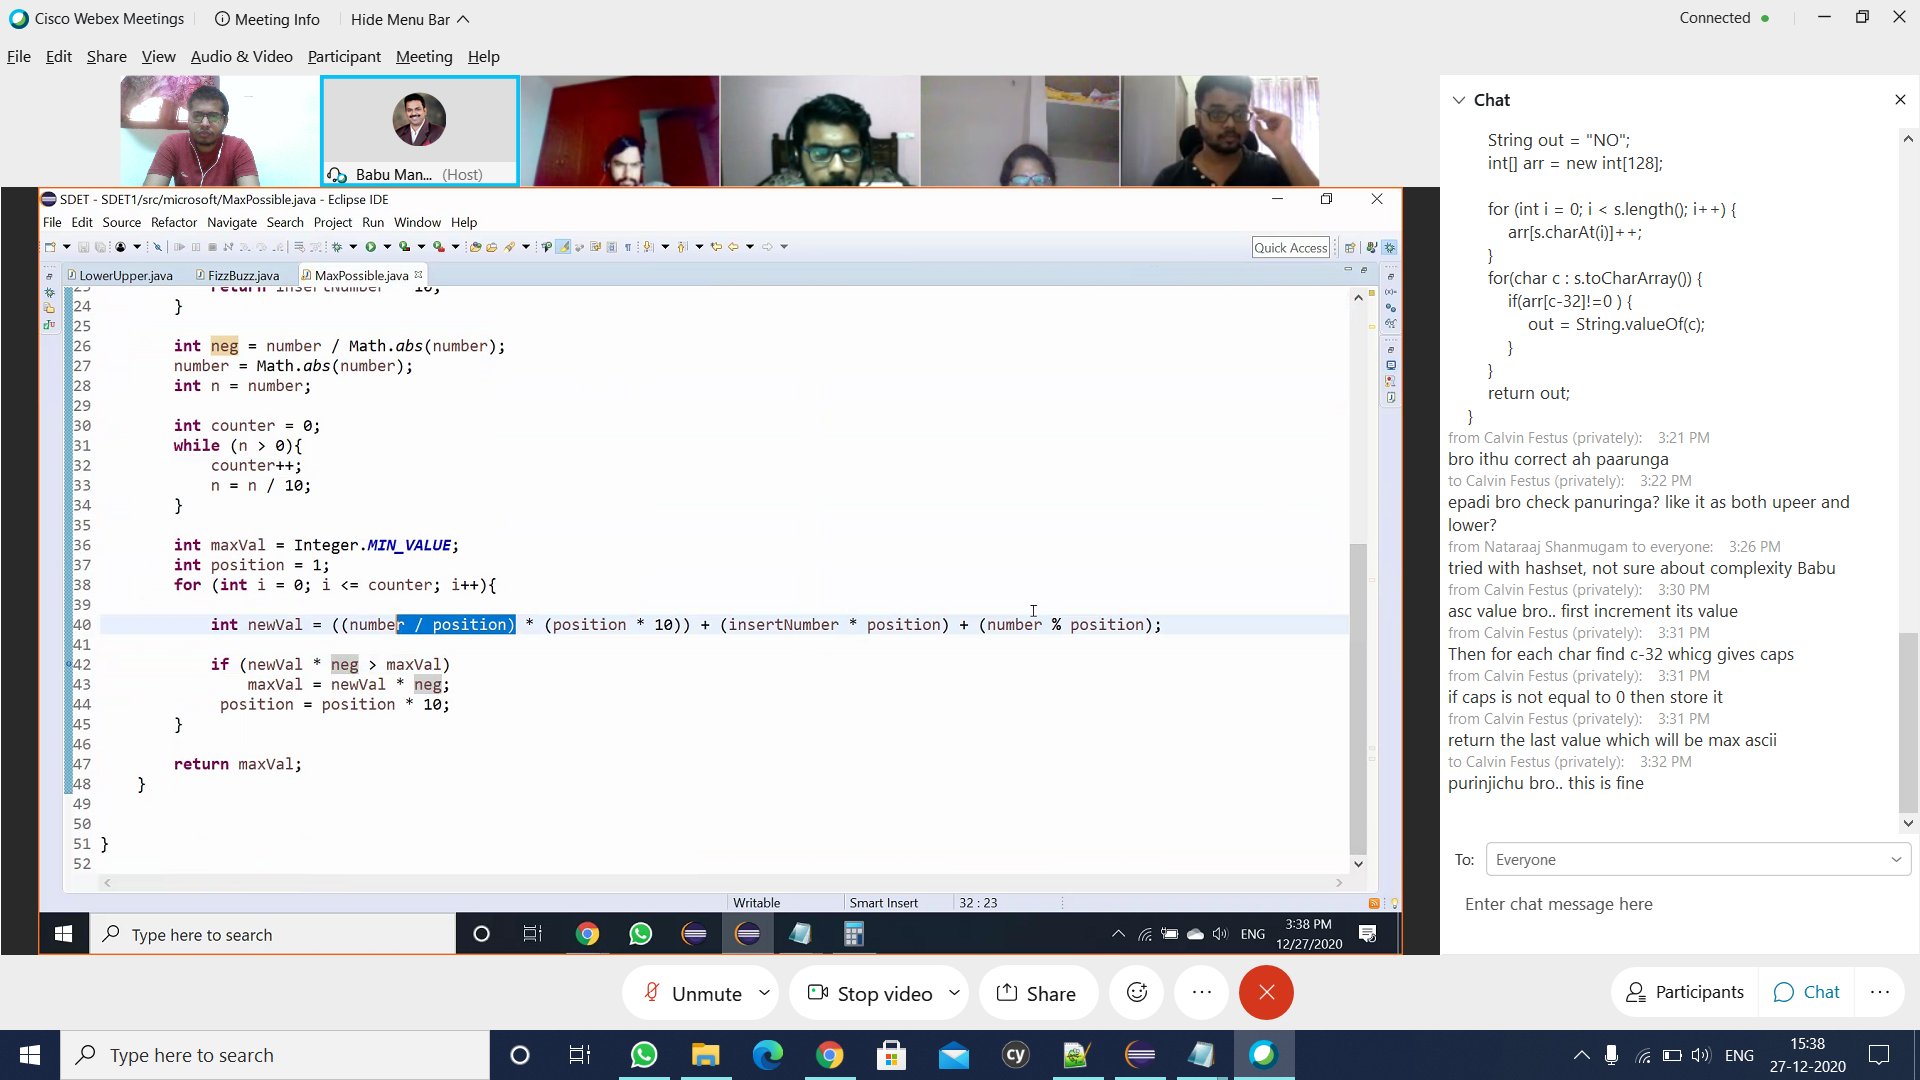 Cisco Webex Meetings
Meeting Info
Hide Menu Bar
Connected
File Edit Share View Audio & Video Participant Meeting Help
Babu Man... (Host)
SDET - SDET1/src/microsoft/MaxPossible.java - Eclipse IDE
File Edit Source Refactor Navigate Search Project Run Window Help
Quick Access
LowerUpper.java
FizzBuzz.java
MaxPossible.java
24 }
25
26 int neg = number / Math.abs(number);
27 number = Math.abs(number);
28 int n = number;
29
30 int counter = 0;
31 while (n > 0){
32 counter++;
33 n = n / 10;
34 }
35
36 int maxVal = Integer.MIN_VALUE;
37 int position = 1;
38 for (int i = 0; i <= counter; i++){
39
40 int newVal = ((number / position) * (position * 10)) + (insertNumber * position) + (number % position);
41
42 if (newVal * neg > maxVal)
43 maxVal = newVal * neg;
44 position = position * 10;
45 }
46
47 return maxVal;
48 }
49
50
51 }
52
Writable
Smart Insert
32 : 23
Type here to search
ENG
3:38 PM
12/27/2020
Chat
String out = "NO";
int[] arr = new int[128];
for (int i = 0; i < s.length(); i++) {
arr[s.charAt(i)]++;
}
for(char c : s.toCharArray()) {
if(arr[c-32]!=0 ) {
out = String.valueOf(c);
}
}
return out;
}
from Calvin Festus (privately): 3:21 PM
bro ithu correct ah paarunga
to Calvin Festus (privately): 3:22 PM
epadi bro check panuringa? like it as both upeer and
lower?
from Nataraaj Shanmugam to everyone: 3:26 PM
tried with hashset, not sure about complexity Babu
from Calvin Festus (privately): 3:30 PM
asc value bro.. first increment its value
from Calvin Festus (privately): 3:31 PM
Then for each char find c-32 whicg gives caps
from Calvin Festus (privately): 3:31 PM
if caps is not equal to 0 then store it
from Calvin Festus (privately): 3:31 PM
return the last value which will be max ascii
to Calvin Festus (privately): 3:32 PM
purinjichu bro.. this is fine
To: Everyone
Enter chat message here
Unmute
Stop video
Share
Participants
Chat
Type here to search
cy
ENG
15:38
27-12-2020